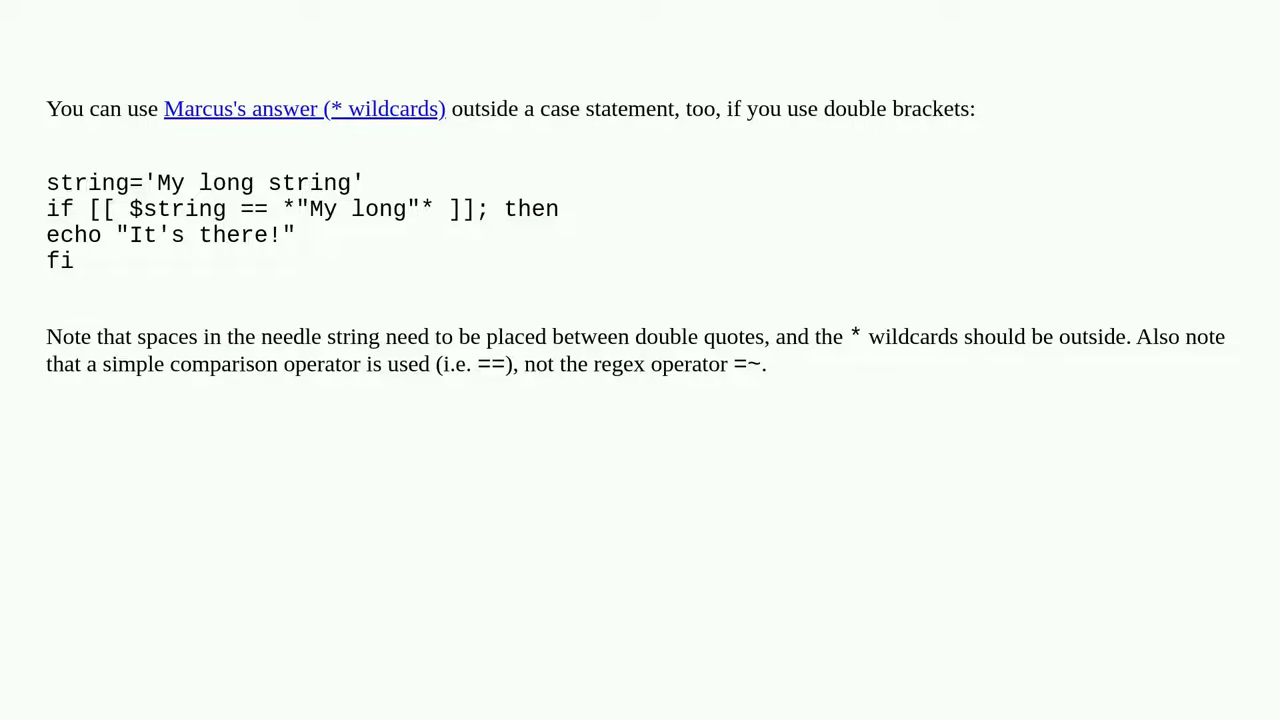 You can use Marcus's answer (* wildcards) outside a case statement, too, if you use double brackets:
string='My long string'
if [[ $string == *"My long"* ]]; then
echo "It's there!"
fi
Note that spaces in the needle string need to be placed between double quotes, and the * wildcards should be outside. Also note
that a simple comparison operator is used (i.e. ==), not the regex operator =~.